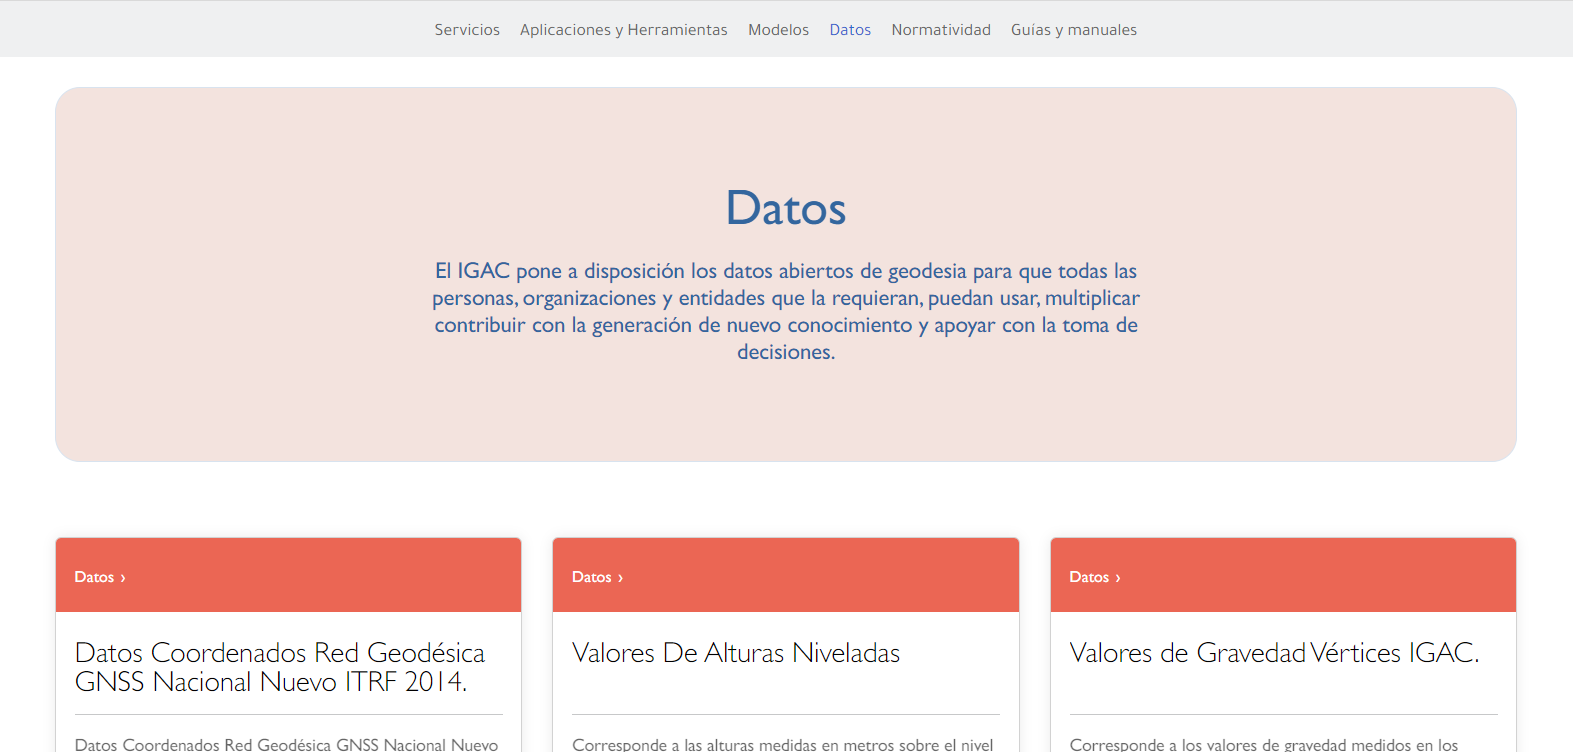 Servicios Aplicaciones y Herramientas Modelos Datos Normatividad Guías y manuales
Datos
El IGAC pone a disposición los datos abiertos de geodesia para que todas las
personas, organizaciones y entidades que la requieran, puedan usar, multiplicar
contribuir con la generación de nuevo conocimiento y apoyar con la toma de
decisiones.
Datos ›
Datos Coordenados Red Geodésica
GNSS Nacional Nuevo ITRF 2014.
Datos Coordenados Red Geodésica GNSS Nacional Nuevo
Datos ›
Valores De Alturas Niveladas
Corresponde a las alturas medidas en metros sobre el nivel
Datos ›
Valores de Gravedad Vértices IGAC.
Corresponde a los valores de gravedad medidos en los